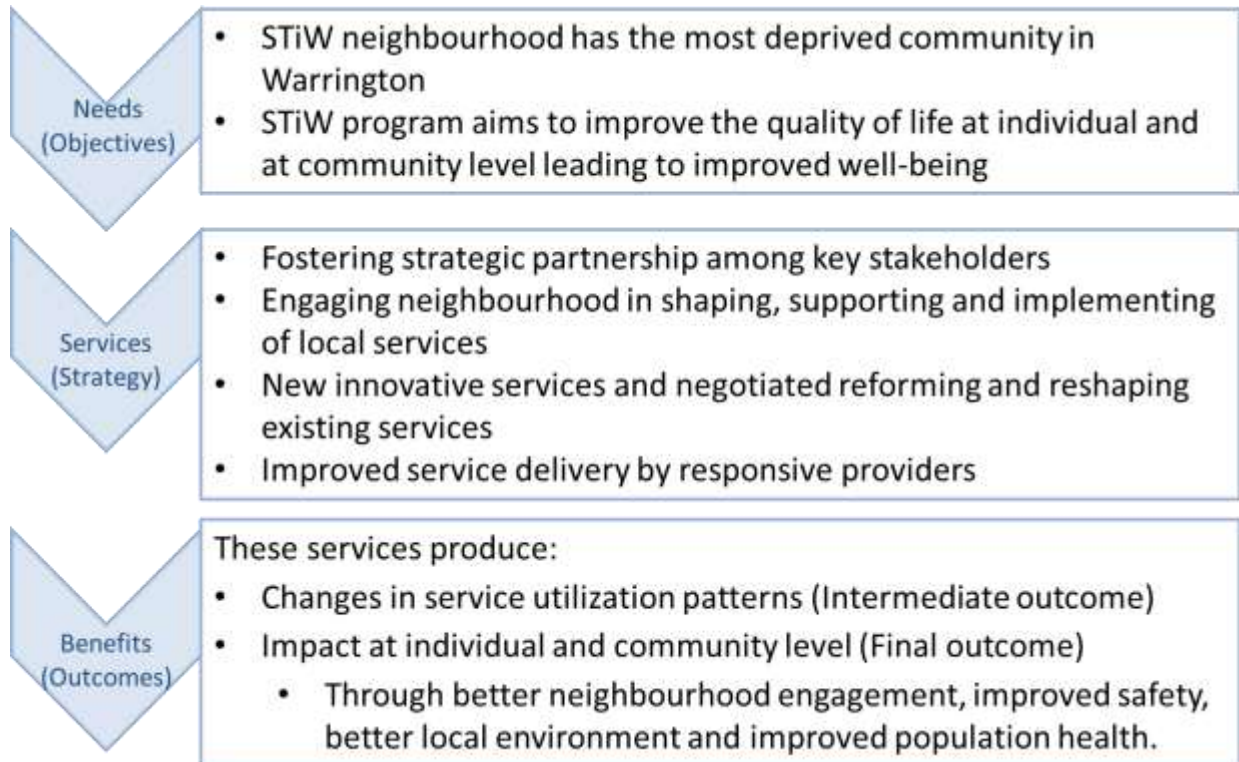 Needs
(Objectives)
• STiW neighbourhood has the most deprived community in
Warrington
• STiW program aims to improve the quality of life at individual and
at community level leading to improved well-being
Services
(Strategy)
• Fostering strategic partnership among key stakeholders
• Engaging neighbourhood in shaping, supporting and implementing
of local services
• New innovative services and negotiated reforming and reshaping
existing services
• Improved service delivery by responsive providers
Benefits
(Outcomes)
These services produce:
• Changes in service utilization patterns (Intermediate outcome)
• Impact at individual and community level (Final outcome)
• Through better neighbourhood engagement, improved safety,
better local environment and improved population health.